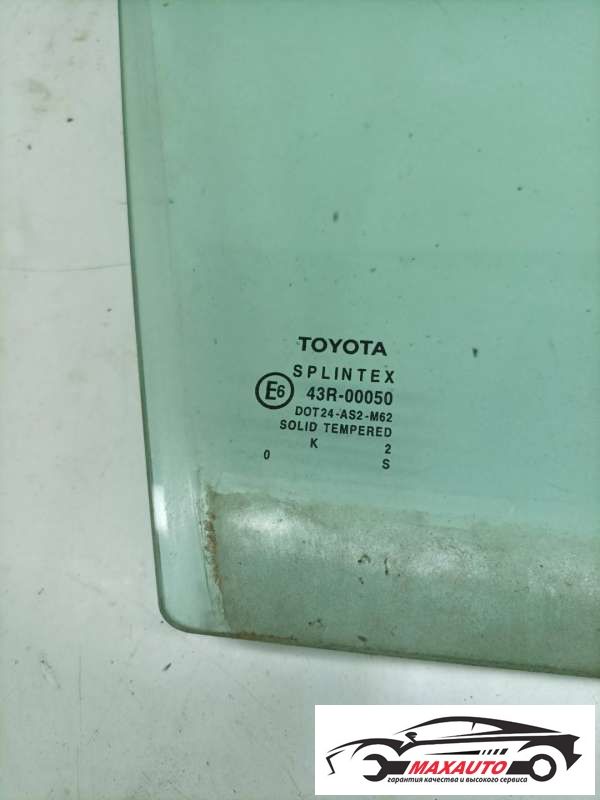 TOYOTA
SPLINTEX
E6 43R-00050
DOT24-AS2-M62
SOLID TEMPERED
K 2
0 S
MAXAUTO
гарантия качества и высокого сервиса